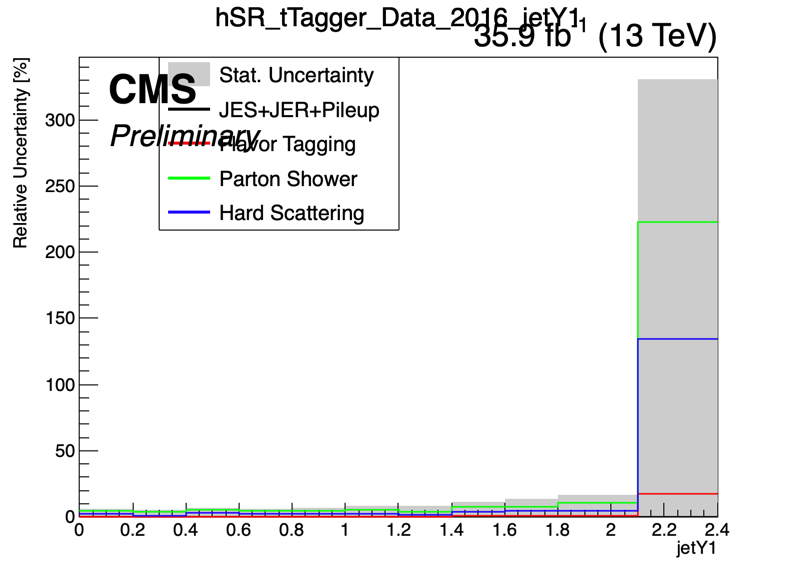 hSR_tTagger_Data_2016_jetY1
35.9 fb-1 (13 TeV)
CMS
Preliminary
Stat. Uncertainty
JES+JER+Pileup
Flavor Tagging
Parton Shower
Hard Scattering
Relative Uncertainty [%]
300
250
200
150
100
50
0
0 0.2 0.4 0.6 0.8 1 1.2 1.4 1.6 1.8 2 2.2 2.4
jetY1